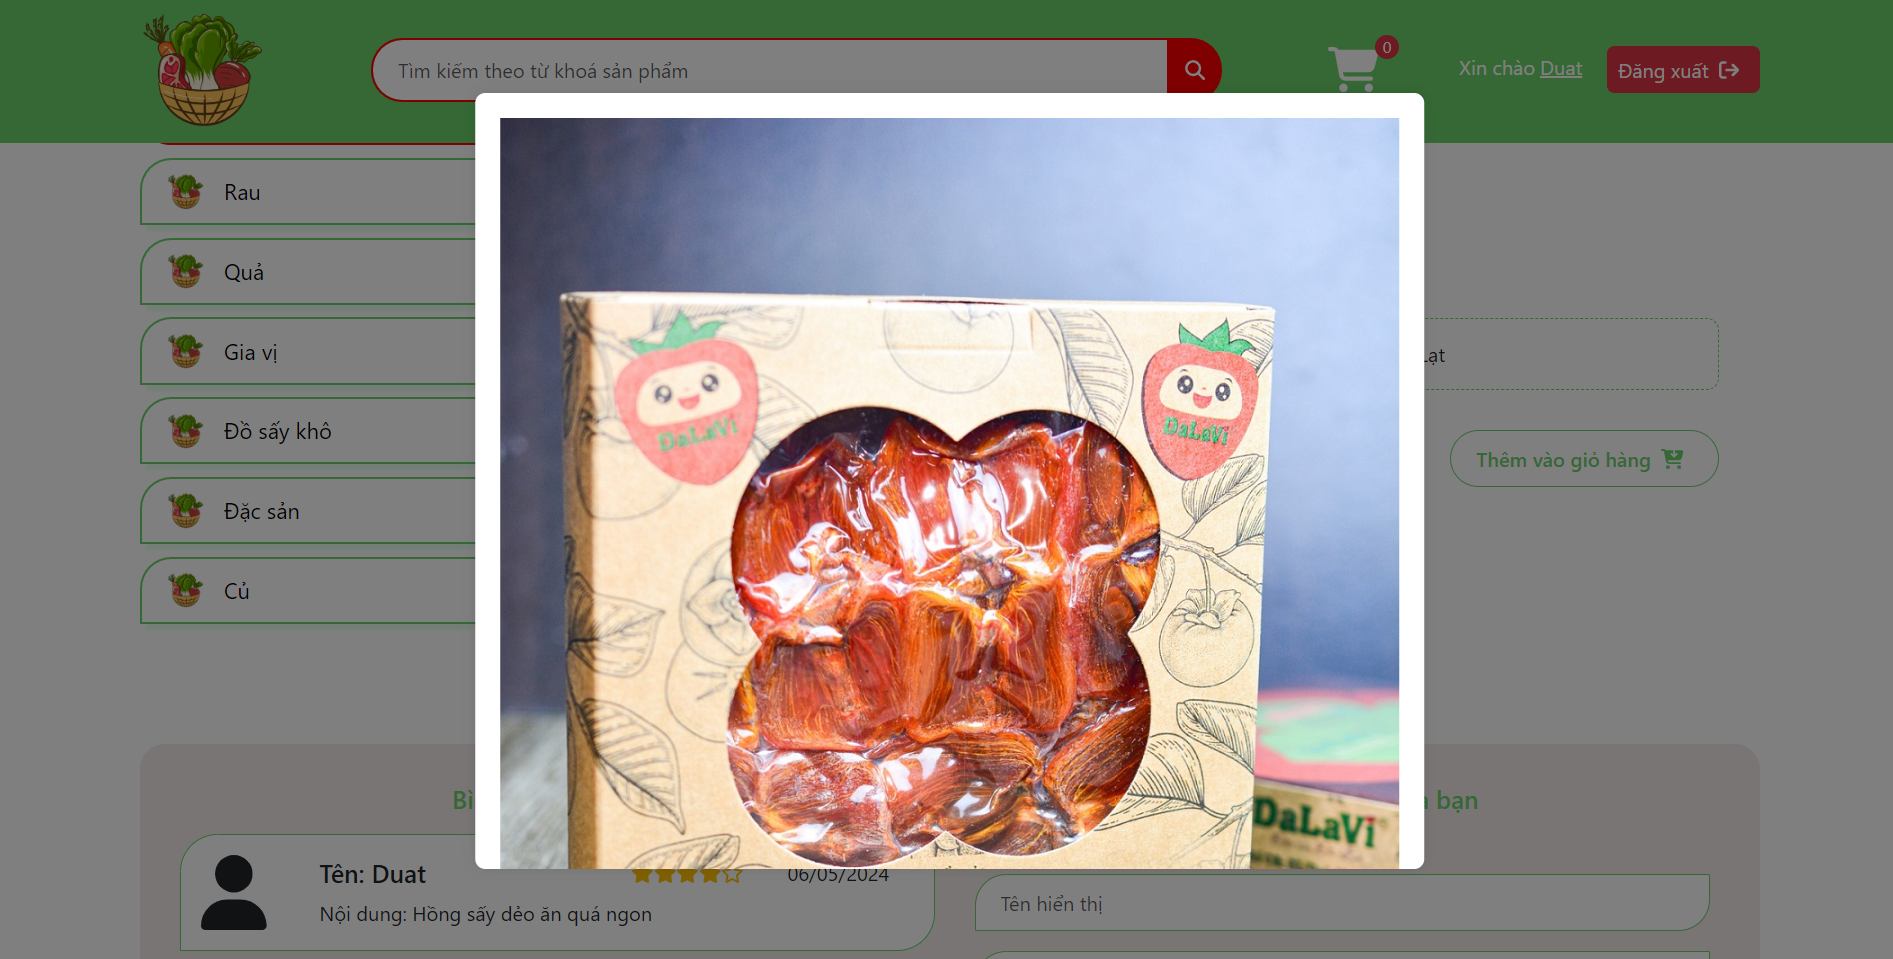 Tìm kiếm theo từ khoá sản phẩm
0
Xin chào Duat
Đăng xuất
Rau
Quả
Gia vị
Đồ sấy khô
Đặc sản
Củ
Thêm vào giỏ hàng
DaLaVi
DaLaVi
DaLaVi
bạn
Tên: Duat
06/05/2024
Nội dung: Hồng sấy dẻo ăn quá ngon
Tên hiển thị